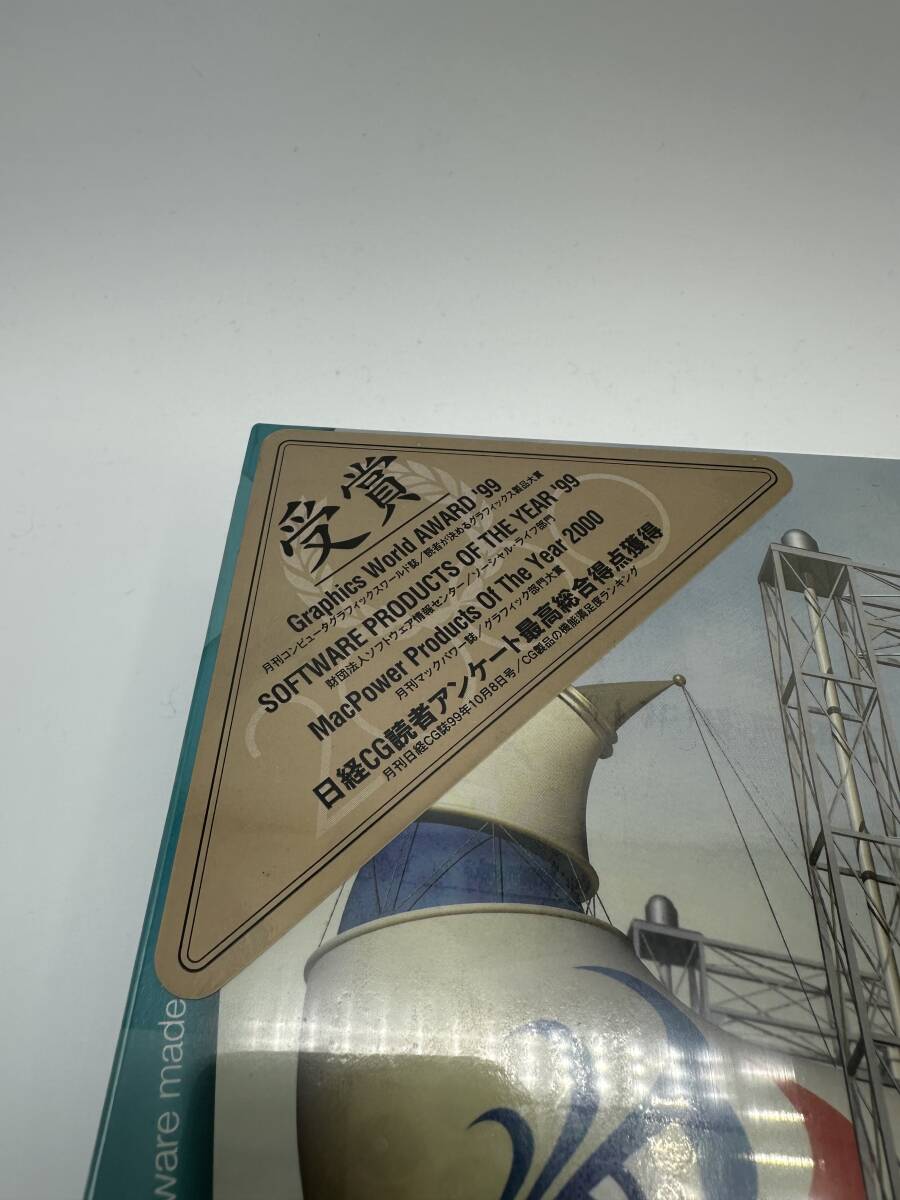 受賞
Graphics World AWARD '99
月刊コンピュータグラフィックスワールド誌/読者が決めるグラフィックス製品大賞
SOFTWARE PRODUCTS OF THE YEAR '99
財団法人ソフトウェア情報センター/ソーシャル・ライフ部門
MacPower Products Of The Year 2000
月刊マックパワー誌/グラフィック部門大賞
日経CG読者アンケート最高総合得点獲得
月刊日経CG誌99年10月8日号/CG製品の機能満足度ランキング
2000
ware made